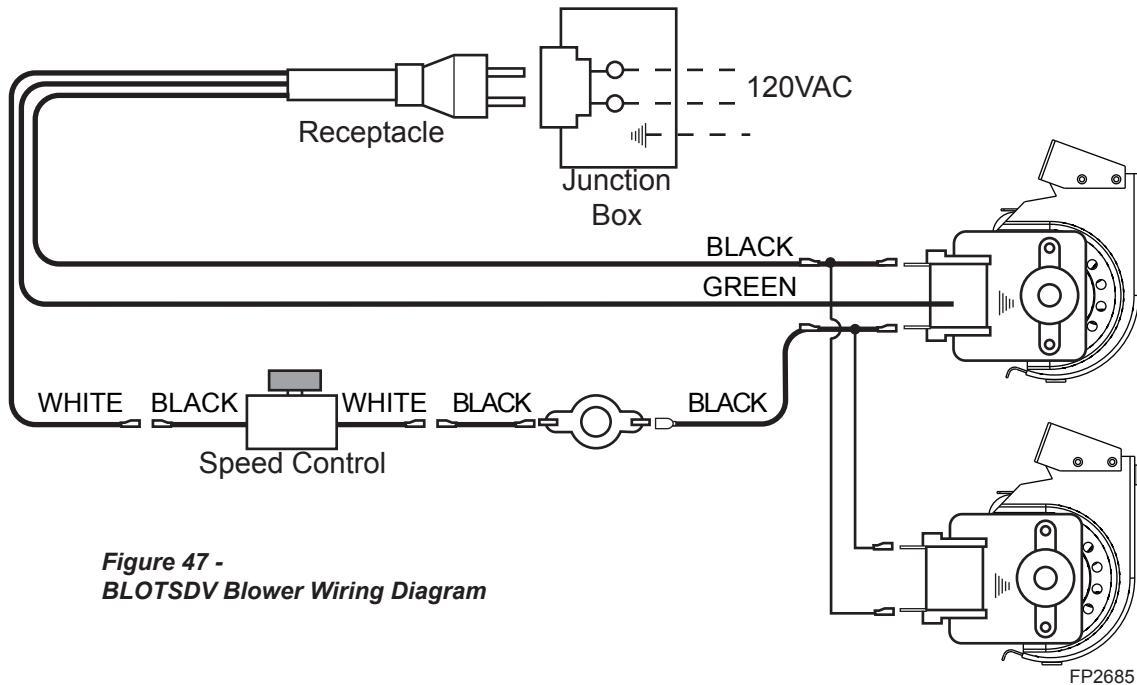 120VAC
Receptacle
Junction
Box
BLACK
GREEN
WHITE BLACK WHITE BLACK BLACK
Speed Control
Figure 47 -
BLOTSDV Blower Wiring Diagram
FP2685